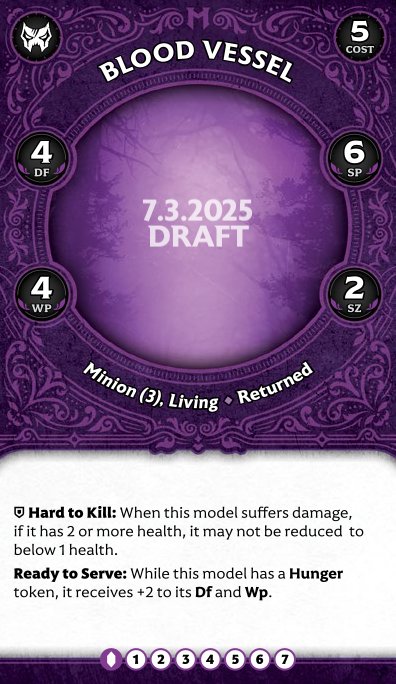 BLOOD VESSEL
5
COST
4
DF
6
SP
7.3.2025
DRAFT
4
WP
2
SZ
Minion (3), Living • Returned
Hard to Kill: When this model suffers damage,
if it has 2 or more health, it may not be reduced to
below 1 health.
Ready to Serve: While this model has a Hunger
token, it receives +2 to its Df and Wp.
1 2 3 4 5 6 7